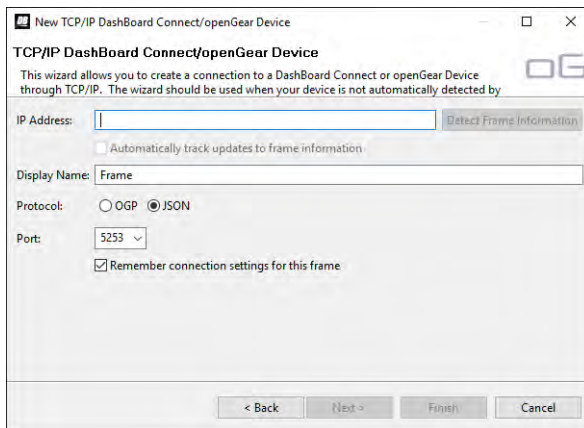 DB New TCP/IP DashBoard Connect/openGear Device
TCP/IP DashBoard Connect/openGear Device
This wizard allows you to create a connection to a DashBoard Connect or openGear Device
through TCP/IP. The wizard should be used when your device is not automatically detected by
oG
IP Address: Detect Frame Information
Automatically track updates to frame information
Display Name: Frame
Protocol: OGP JSON
Port: 5253
Remember connection settings for this frame
< Back Next > Finish Cancel